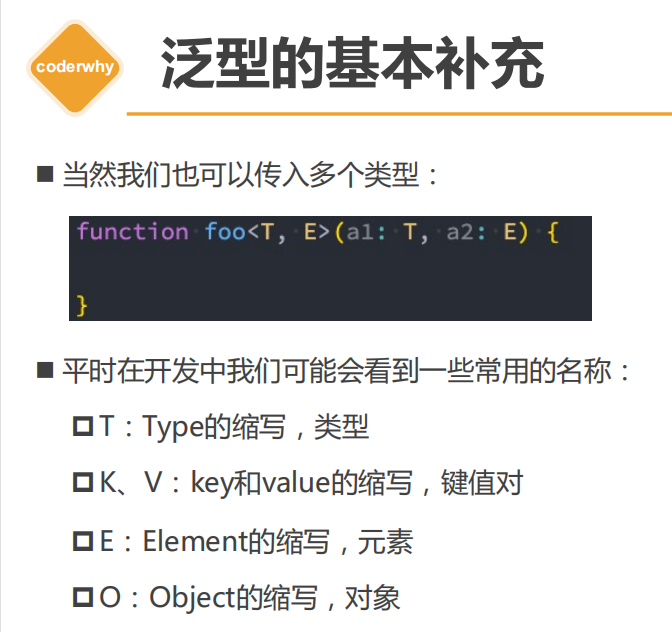 coderwhy
泛型的基本补充
■ 当然我们也可以传入多个类型：
function foo<T, E>(a1: T, a2: E) {
}
■ 平时在开发中我们可能会看到一些常用的名称：
T：Type的缩写，类型
K、V：key和value的缩写，键值对
E：Element的缩写，元素
O：Object的缩写，对象